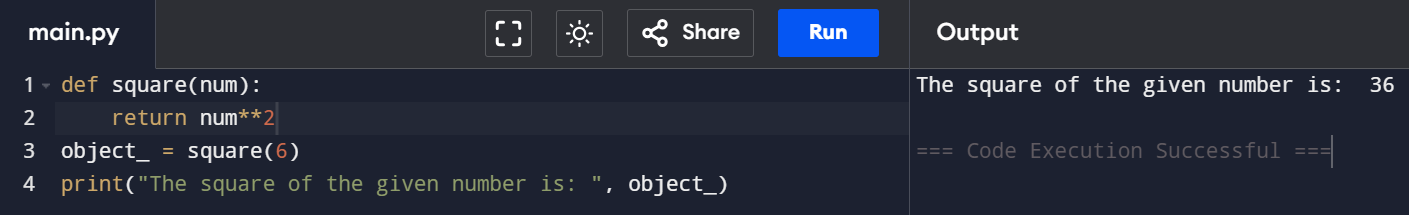 main.py Share Run Output
1 def square(num):
2     return num**2
3 object_ = square(6)
4 print("The square of the given number is: ", object_)
The square of the given number is:  36
=== Code Execution Successful ===